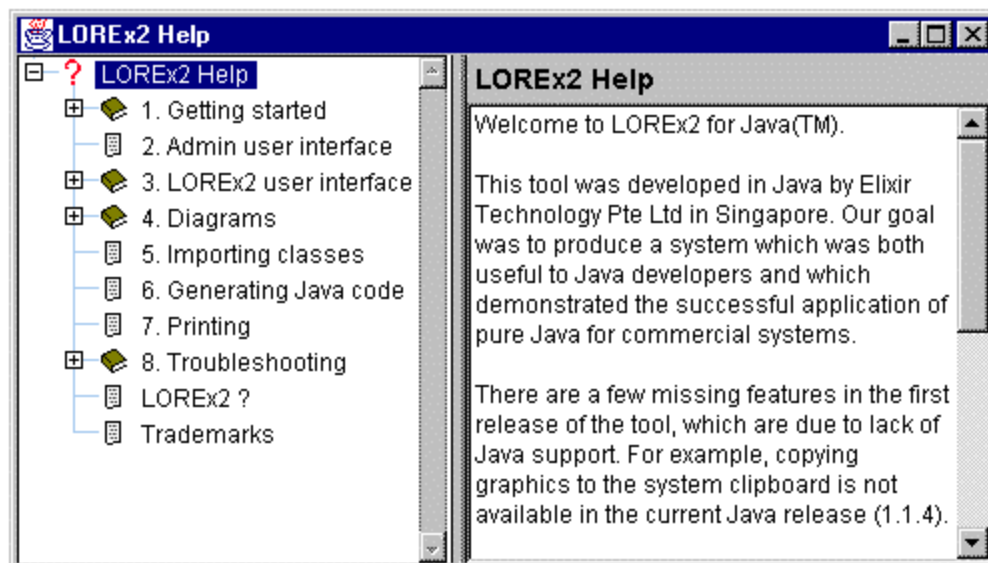 LOREx2 Help
LOREx2 Help
1. Getting started
2. Admin user interface
3. LOREx2 user interface
4. Diagrams
5. Importing classes
6. Generating Java code
7. Printing
8. Troubleshooting
LOREx2 ?
Trademarks
LOREx2 Help
Welcome to LOREx2 for Java(TM).
This tool was developed in Java by Elixir
Technology Pte Ltd in Singapore. Our goal
was to produce a system which was both
useful to Java developers and which
demonstrated the successful application of
pure Java for commercial systems.
There are a few missing features in the first
release of the tool, which are due to lack of
Java support. For example, copying
graphics to the system clipboard is not
available in the current Java release (1.1.4).